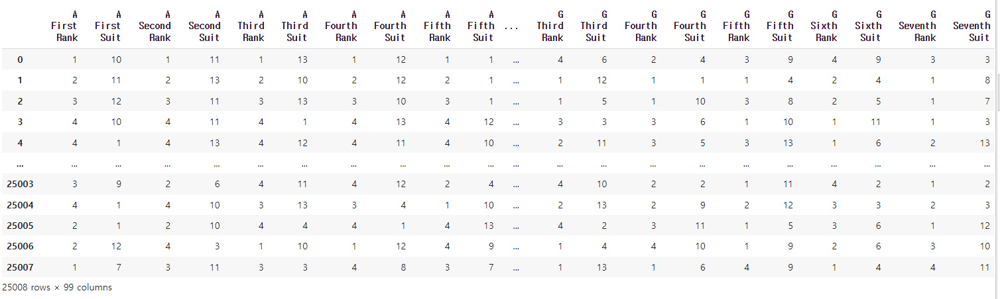 A First Rank A First Suit A Second Rank A Second Suit A Third Rank A Third Suit A Fourth Rank A Fourth Suit A Fifth Rank A Fifth Suit ... G Third Rank G Third Suit G Fourth Rank G Fourth Suit G Fifth Rank G Fifth Suit G Sixth Rank G Sixth Suit G Seventh Rank G Seventh Suit
0 1 10 1 11 1 13 1 12 1 1 ... 4 6 2 4 3 9 4 9 3 3
1 2 11 2 13 2 10 2 12 2 1 ... 1 12 1 1 1 4 2 4 1 8
2 3 12 3 11 3 13 3 10 3 1 ... 1 5 1 10 3 8 2 5 1 7
3 4 10 4 11 4 1 4 13 4 12 ... 3 3 3 6 1 10 1 11 1 3
4 4 1 4 13 4 12 4 11 4 10 ... 2 11 3 5 3 13 1 6 2 13
... ... ... ... ... ... ... ... ... ... ... ... ... ... ... ... ... ... ... ... ... ...
25003 3 9 2 6 4 11 4 12 2 4 ... 4 10 2 2 1 11 4 2 1 2
25004 4 1 4 10 3 13 3 4 1 10 ... 2 13 2 9 2 12 3 3 2 3
25005 2 1 2 10 4 4 4 1 4 13 ... 4 2 3 11 1 5 3 6 1 12
25006 2 12 4 3 1 10 1 12 4 9 ... 1 4 4 10 1 9 2 6 3 10
25007 1 7 3 11 3 3 4 8 3 7 ... 1 13 1 6 4 9 1 4 4 11
25008 rows × 99 columns